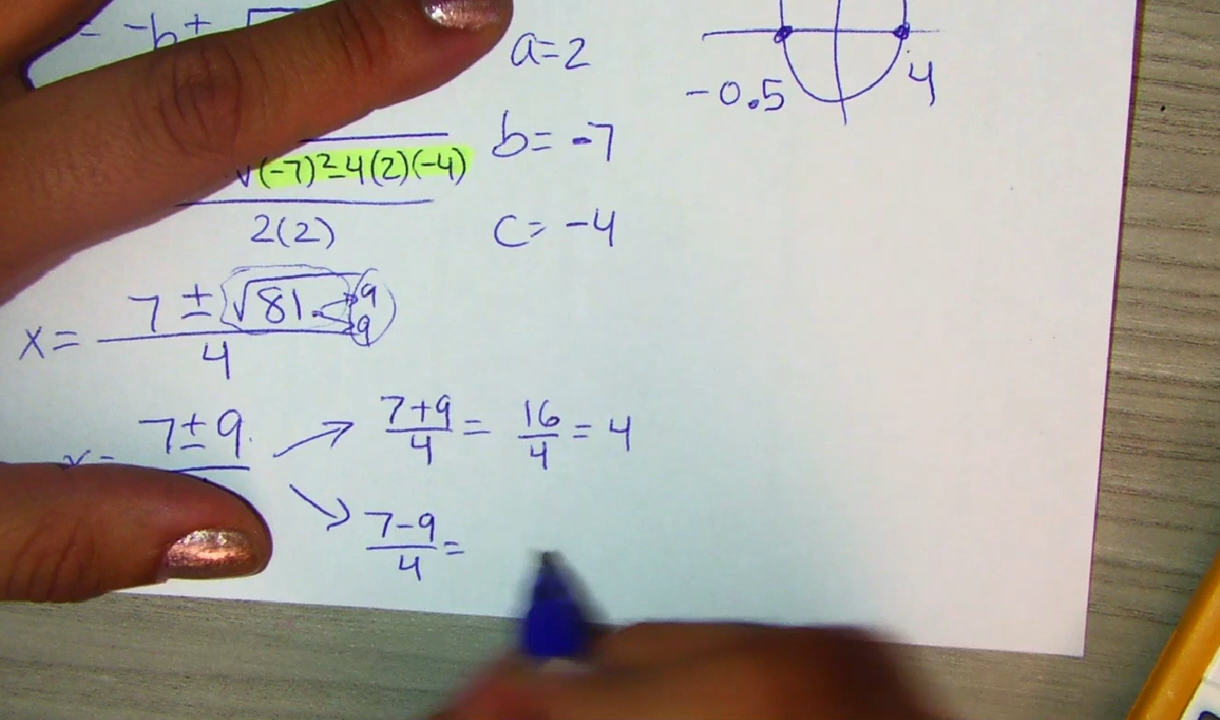 = -b ± √
a=2
4
-0.5
b= -7
√(-7)²-4(2)(-4)
2(2)
c= -4
x= 7 ± √81 9 9
4
x= 7±9
7+9 = 16 = 4
4 4
7-9 =
4